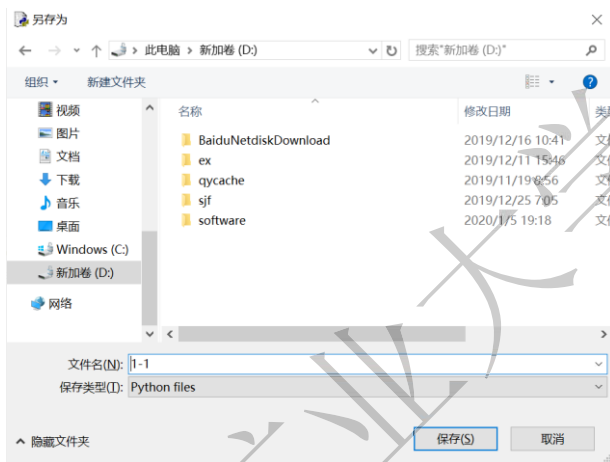 另存为
此电脑 › 新加卷 (D:)
搜索"新加卷 (D:)"
组织
新建文件夹
视频
图片
文档
下载
音乐
桌面
Windows (C:)
新加卷 (D:)
网络
名称 修改日期
BaiduNetdiskDownload 2019/12/16 10:41
ex 2019/12/11 15:46
qycache 2019/11/19 8:56
sjf 2019/12/25 7:05
software 2020/1/5 19:18
文件名(N): 1-1
保存类型(T): Python files
隐藏文件夹
保存(S)
取消